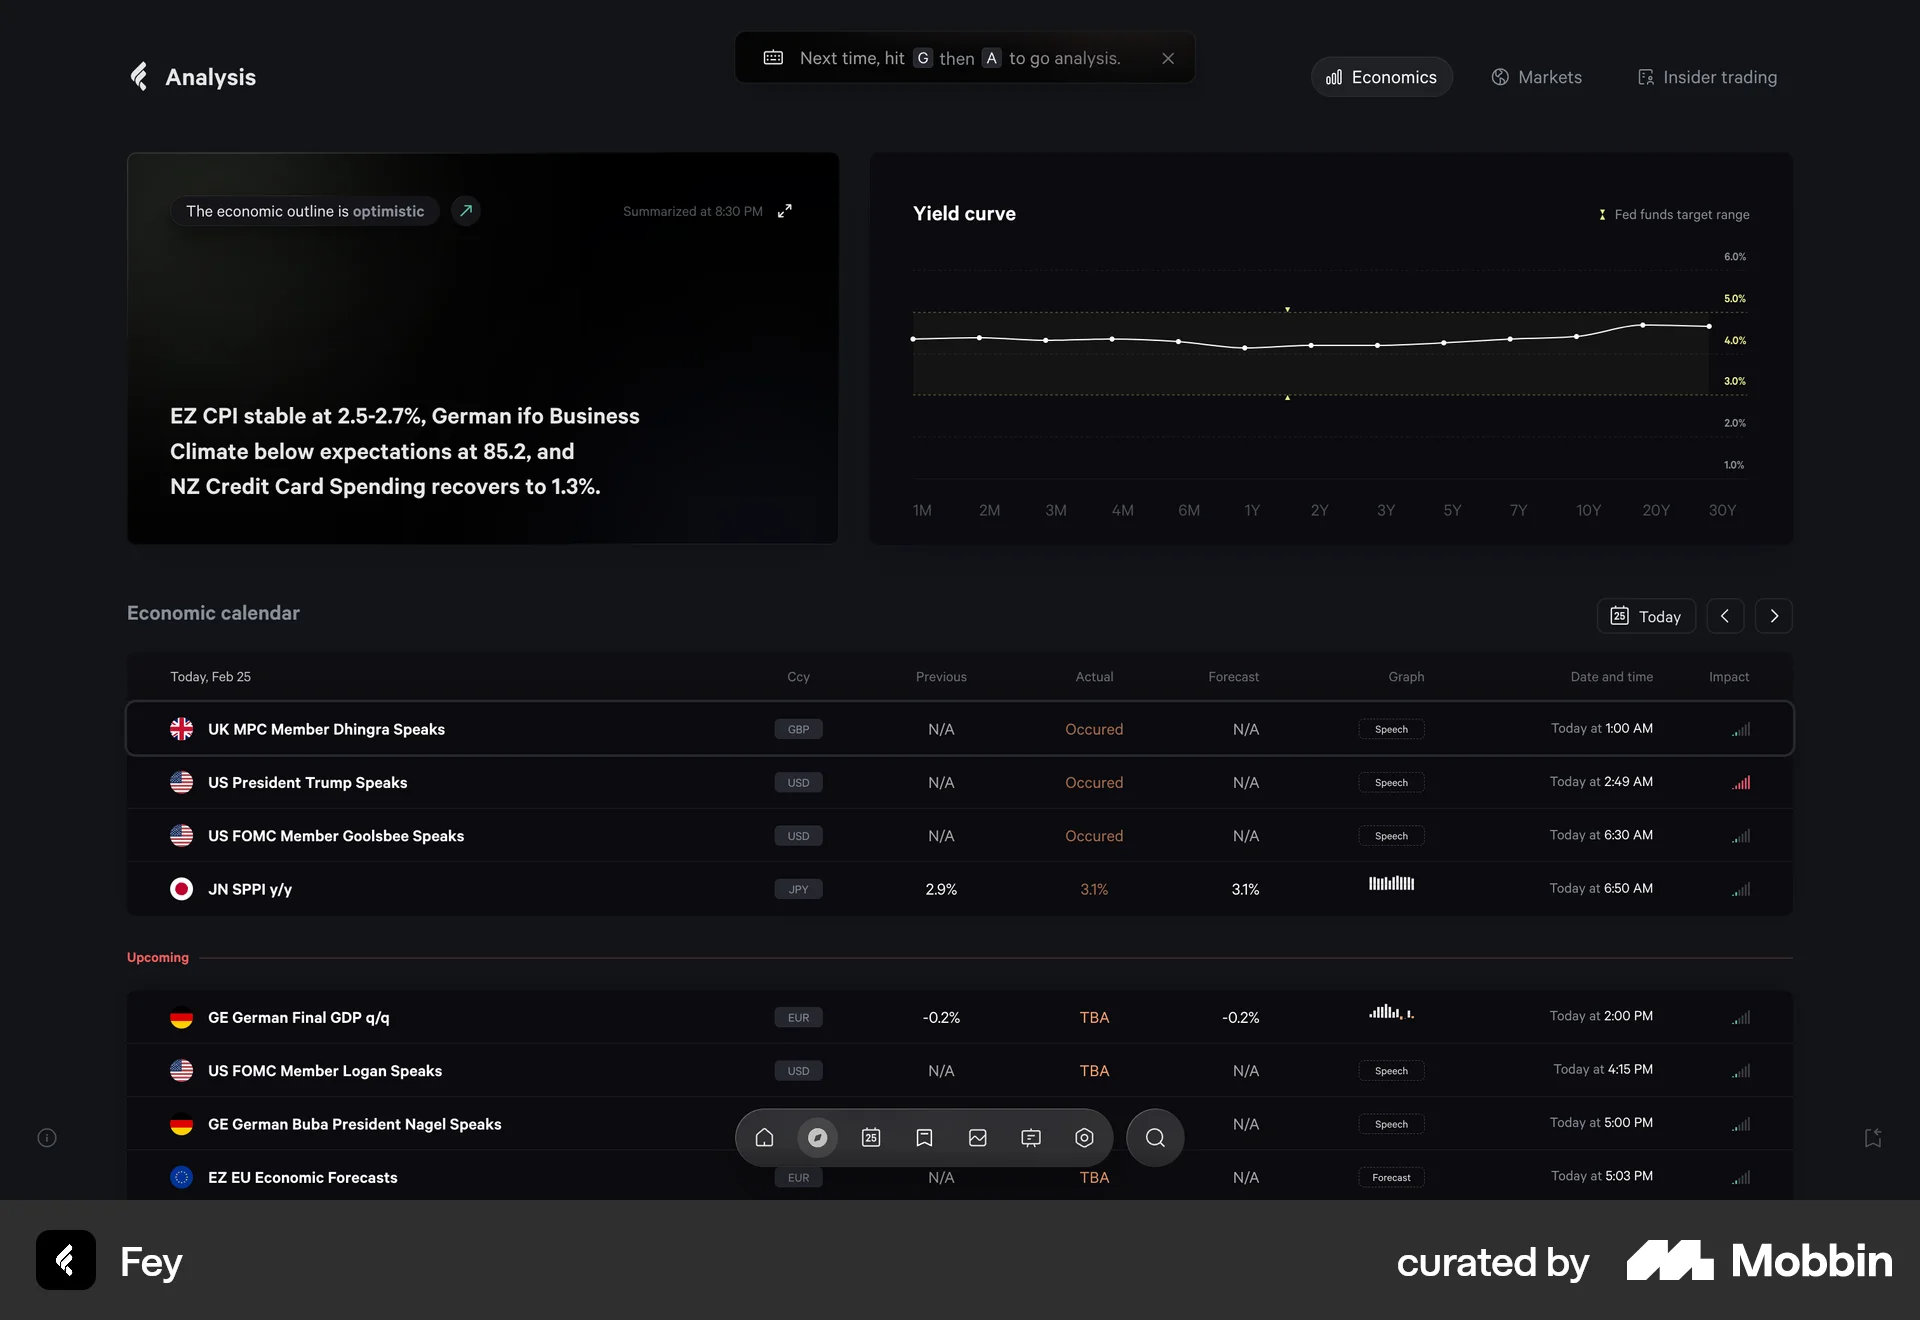 Analysis
Next time, hit G then A to go analysis.
Economics
Markets
Insider trading
The economic outline is optimistic
Summarized at 8:30 PM
EZ CPI stable at 2.5-2.7%, German ifo Business
Climate below expectations at 85.2, and
NZ Credit Card Spending recovers to 1.3%.
Yield curve
Fed funds target range
6.0%
5.0%
4.0%
3.0%
2.0%
1.0%
1M 2M 3M 4M 6M 1Y 2Y 3Y 5Y 7Y 10Y 20Y 30Y
Economic calendar
25 Today
Today, Feb 25 Ccy Previous Actual Forecast Graph Date and time Impact
UK MPC Member Dhingra Speaks GBP N/A Occured N/A Speech Today at 1:00 AM
US President Trump Speaks USD N/A Occured N/A Speech Today at 2:49 AM
US FOMC Member Goolsbee Speaks USD N/A Occured N/A Speech Today at 6:30 AM
JN SPPI y/y JPY 2.9% 3.1% 3.1% Today at 6:50 AM
Upcoming
GE German Final GDP q/q EUR -0.2% TBA -0.2% Today at 2:00 PM
US FOMC Member Logan Speaks USD N/A TBA N/A Speech Today at 4:15 PM
GE German Buba President Nagel Speaks N/A Speech Today at 5:00 PM
25
EZ EU Economic Forecasts EUR N/A TBA N/A Forecast Today at 5:03 PM
Fey
curated by Mobbin